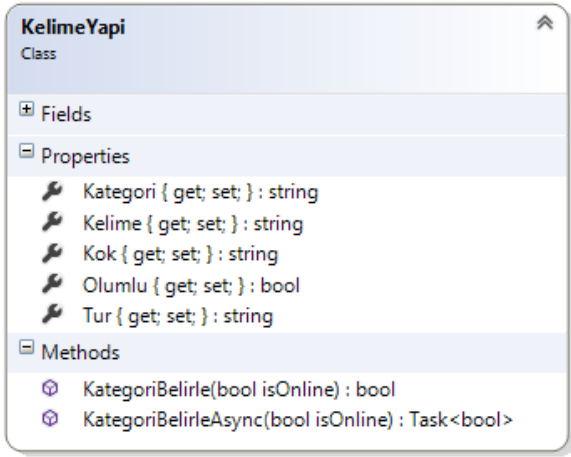 KelimeYapi
Class
Fields
Properties
Kategori { get; set; } : string
Kelime { get; set; } : string
Kok { get; set; } : string
Olumlu { get; set; } : bool
Tur { get; set; } : string
Methods
KategoriBelirle(bool isOnline) : bool
KategoriBelirleAsync(bool isOnline) : Task<bool>